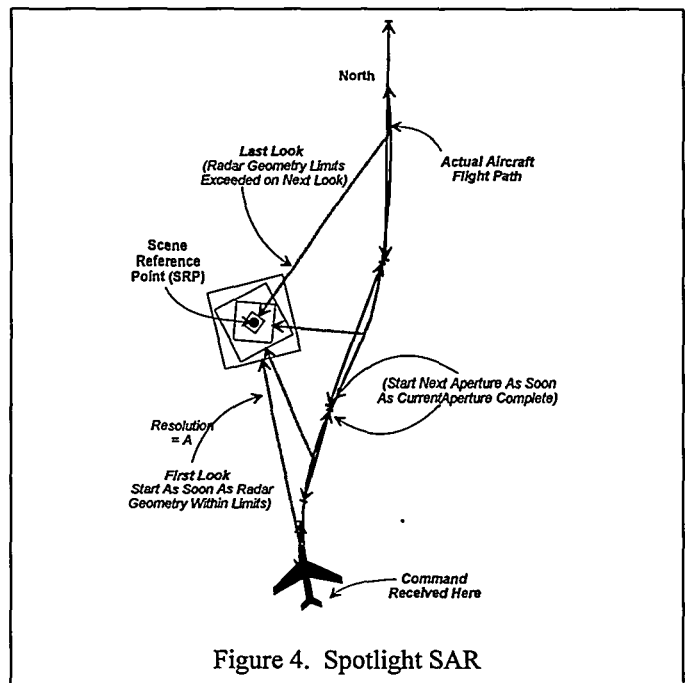 North
Last Look
(Radar Geometry Limits
Exceeded on Next Look)
Actual Aircraft
Flight Path
Scene
Reference
Point (SRP)
(Start Next Aperture As Soon
As Current Aperture Complete)
Resolution
= A
First Look
Start As Soon As Radar
Geometry Within Limits)
Command
Received Here
Figure 4. Spotlight SAR